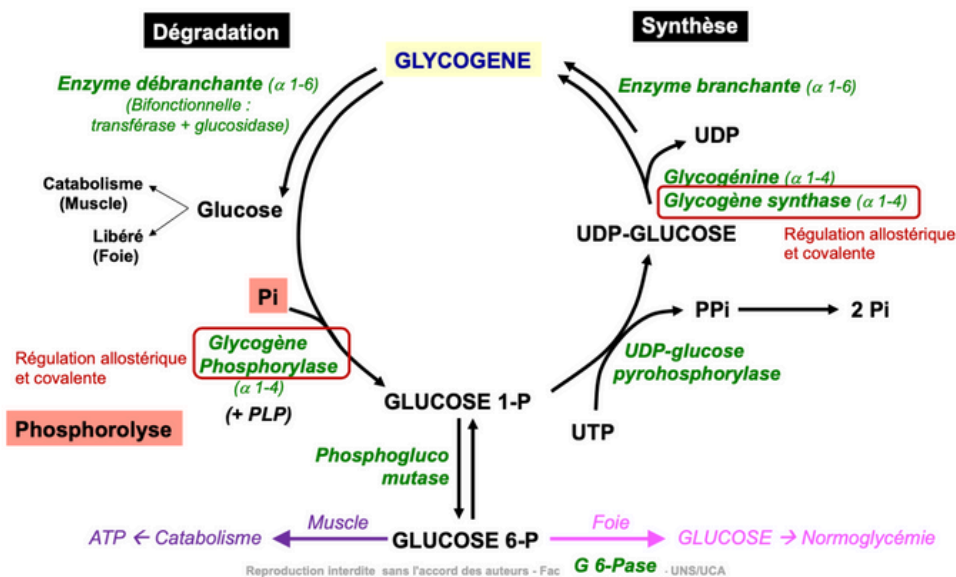 Dégradation
Synthèse
GLYCOGENE
Enzyme débranchante (α 1-6)
(Bifonctionnelle :
transférase + glucosidase)
Enzyme branchante (α 1-6)
UDP
Catabolisme
(Muscle)
Glucose
Libéré
(Foie)
Glycogénine (α 1-4)
Glycogène synthase (α 1-4)
UDP-GLUCOSE
Régulation allostérique
et covalente
Pi
PPi
2 Pi
Régulation allostérique
et covalente
Glycogène
Phosphorylase
(α 1-4)
(+ PLP)
UDP-glucose
pyrohosphorylase
GLUCOSE 1-P
UTP
Phosphorolyse
Phosphogluco
mutase
ATP ← Catabolisme
Muscle
GLUCOSE 6-P
Foie
GLUCOSE → Normoglycémie
G 6-Pase
Reproduction interdite sans l'accord des auteurs - Fac - UNS/UCA